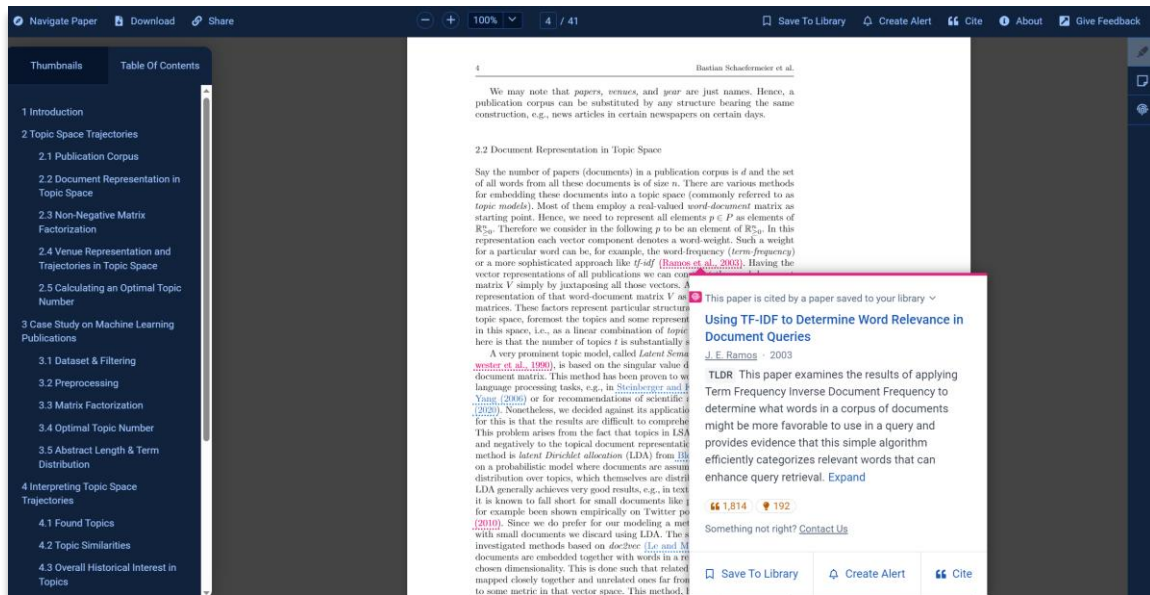 Navigate Paper Download Share 100% 4 / 41 Save To Library Create Alert Cite About Give Feedback
Thumbnails Table Of Contents
1 Introduction
2 Topic Space Trajectories
2.1 Publication Corpus
2.2 Document Representation in
Topic Space
2.3 Non-Negative Matrix
Factorization
2.4 Venue Representation and
Trajectories in Topic Space
2.5 Calculating an Optimal Topic
Number
3 Case Study on Machine Learning
Publications
3.1 Dataset & Filtering
3.2 Preprocessing
3.3 Matrix Factorization
3.4 Optimal Topic Number
3.5 Abstract Length & Term
Distribution
4 Interpreting Topic Space
Trajectories
4.1 Found Topics
4.2 Topic Similarities
4.3 Overall Historical Interest in
Topics
4 Bastian Schaefermeier et al.
We may note that papers, venues, and year are just names. Hence, a
publication corpus can be substituted by any structure bearing the same
construction, e.g., news articles in certain newspapers on certain days.
2.2 Document Representation in Topic Space
Say the number of papers (documents) in a publication corpus is d and the set
of all words from all these documents is of size n. There are various methods
for embedding these documents into a topic space (commonly referred to as
topic models). Most of them employ a real-valued word-document matrix as
starting point. Hence, we need to represent all elements p ∈ P as elements of
ℝⁿ≥0. Therefore we consider in the following p to be an element of ℝⁿ≥0. In this
representation each vector component denotes a word-weight. Such a weight
for a particular word can be, for example, the word-frequency (term-frequency)
or a more sophisticated approach like tf-idf (Ramos et al., 2003). Having the
vector representations of all publications we can
matrix V simply by juxtaposing all those vectors.
representation of that word-document matrix V as
matrices. These factors represent particular
topic space, foremost the topics and some
in this space, i.e., as a linear combination of topic
here is that the number of topics t is substantially
A very prominent topic model, called Latent
wester et al., 1990), is based on the singular value
document matrix. This method has been proven to
language processing tasks, e.g., in Steinberger and
Yang (2006) or for recommendations of scientific
(2020). Nonetheless, we decided against its
for this is that the results are difficult to
This problem arises from the fact that topics in
and negatively to the topical document
method is latent Dirichlet allocation (LDA) from
on a probabilistic model where documents are
distribution over topics, which themselves are
LDA generally achieves very good results, e.g., in
it is known to fall short for small documents like
for example been shown empirically on Twitter
(2010). Since we do prefer for our modeling a
with small documents we discard using LDA. The
investigated methods based on doc2vec (Le and
documents are embedded together with words in a
chosen dimensionality. This is done such that related
mapped closely together and unrelated ones far from
to some metric in that vector space. This method,
This paper is cited by a paper saved to your library
Using TF-IDF to Determine Word Relevance in
Document Queries
J. E. Ramos · 2003
TLDR This paper examines the results of applying
Term Frequency Inverse Document Frequency to
determine what words in a corpus of documents
might be more favorable to use in a query and
provides evidence that this simple algorithm
efficiently categorizes relevant words that can
enhance query retrieval. Expand
1,814 192
Something not right? Contact Us
Save To Library Create Alert Cite